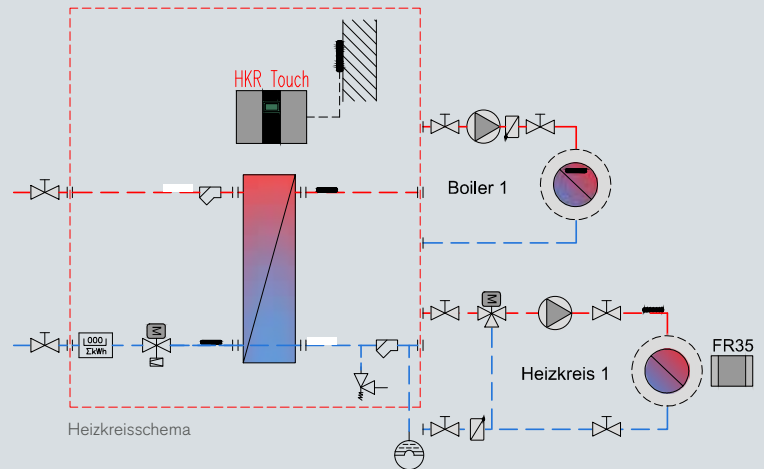 HKR Touch
Boiler 1
M
000
ΣkWh
M
FR35
Heizkreis 1
Heizkreisschema